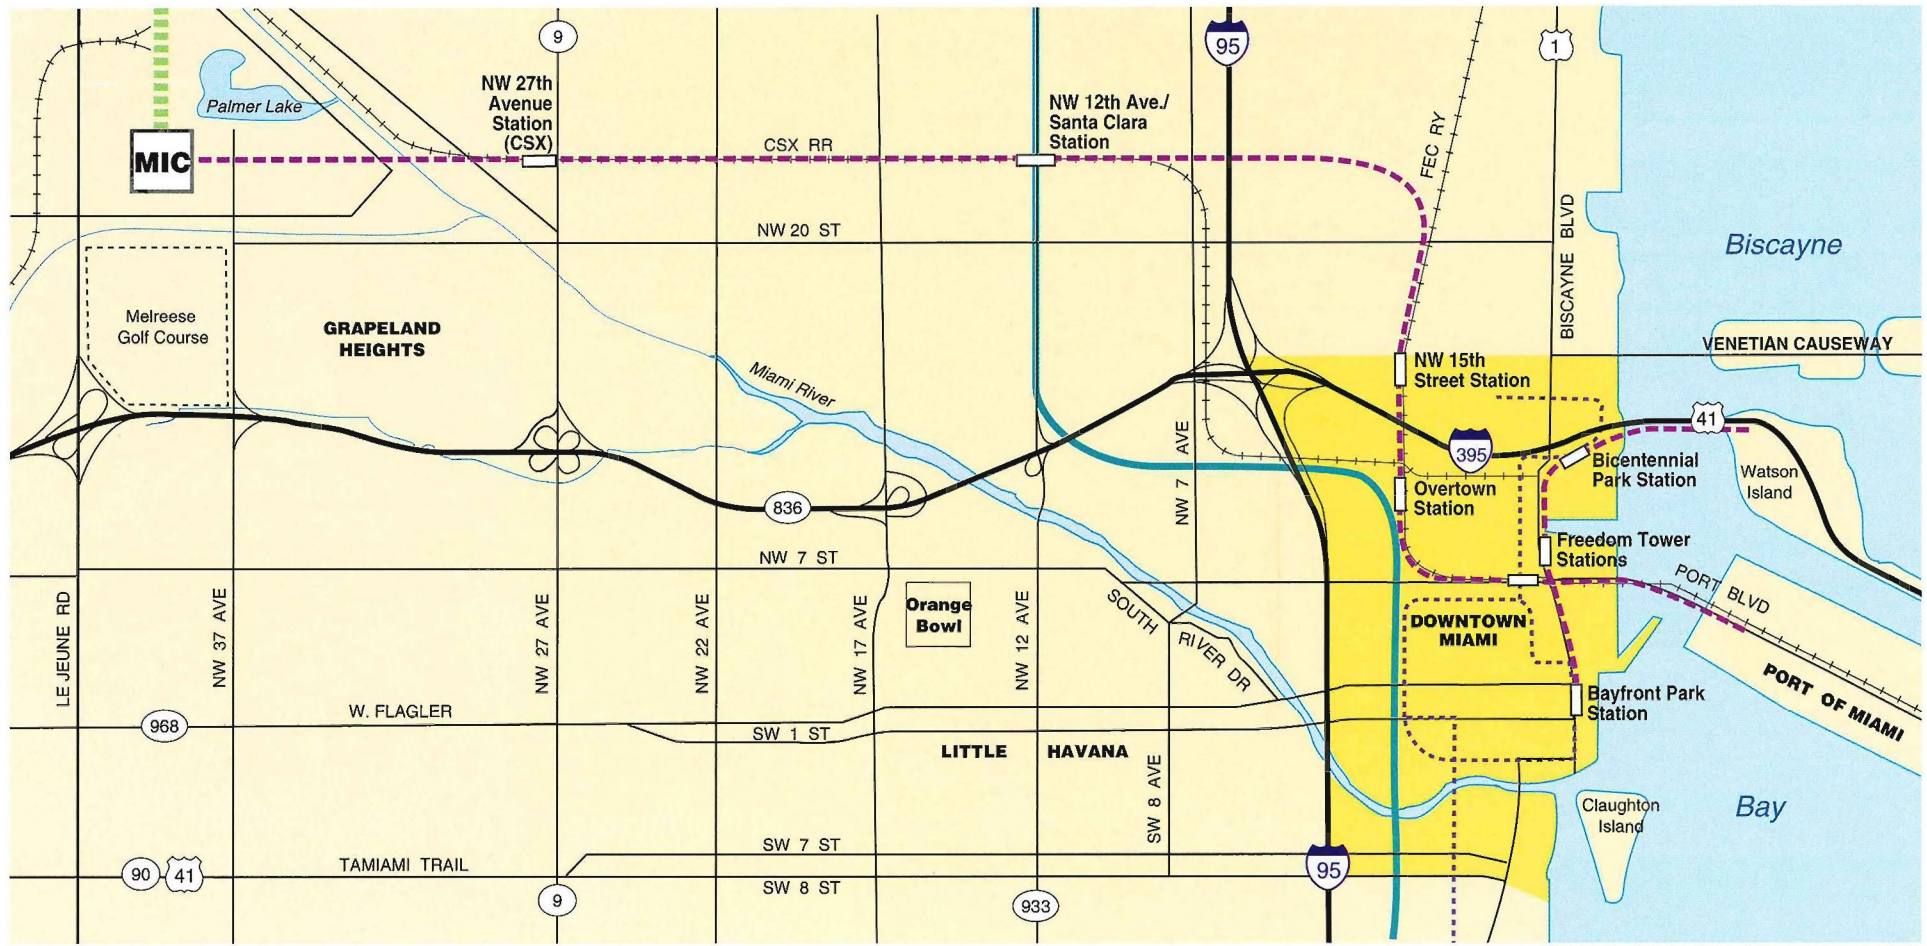 9
95
1
NW 27th
Avenue
Station
(CSX)
Palmer Lake
NW 12th Ave./
Santa Clara
Station
MIC
CSX RR
FEC RY
NW 20 ST
BISCAYNE BLVD
Biscayne
Melreese
Golf Course
GRAPELAND
HEIGHTS
VENETIAN CAUSEWAY
NW 15th
Street Station
Miami River
41
395
NW 7 AVE
Bicentennial
Park Station
Watson
Island
Overtown
Station
836
Freedom Tower
Stations
NW 7 ST
PORT BLVD
LE JEUNE RD
NW 37 AVE
NW 27 AVE
NW 22 AVE
NW 17 AVE
Orange
Bowl
NW 12 AVE
SOUTH RIVER DR
DOWNTOWN
MIAMI
PORT OF MIAMI
Bayfront Park
Station
968
W. FLAGLER
SW 1 ST
LITTLE HAVANA
SW 8 AVE
Claughton
Island
Bay
SW 7 ST
90
41
TAMIAMI TRAIL
SW 8 ST
95
9
933